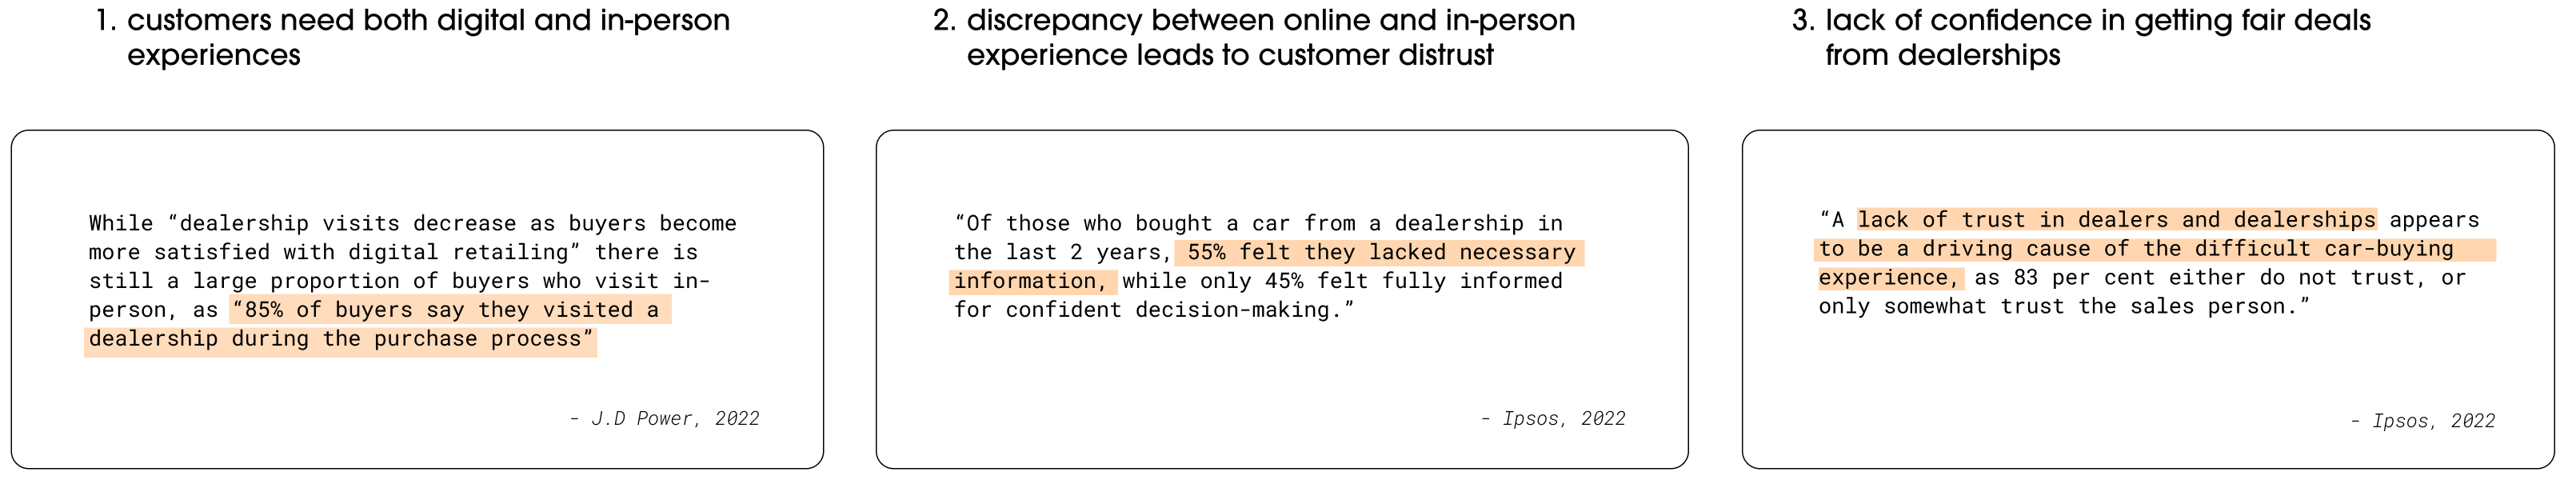 1. customers need both digital and in-person
experiences
While “dealership visits decrease as buyers become
more satisfied with digital retailing” there is
still a large proportion of buyers who visit in-
person, as “85% of buyers say they visited a
dealership during the purchase process”
- J.D Power, 2022
2. discrepancy between online and in-person
experience leads to customer distrust
“Of those who bought a car from a dealership in
the last 2 years, 55% felt they lacked necessary
information, while only 45% felt fully informed
for confident decision-making.”
- Ipsos, 2022
3. lack of confidence in getting fair deals
from dealerships
“A lack of trust in dealers and dealerships appears
to be a driving cause of the difficult car-buying
experience, as 83 per cent either do not trust, or
only somewhat trust the sales person.”
- Ipsos, 2022